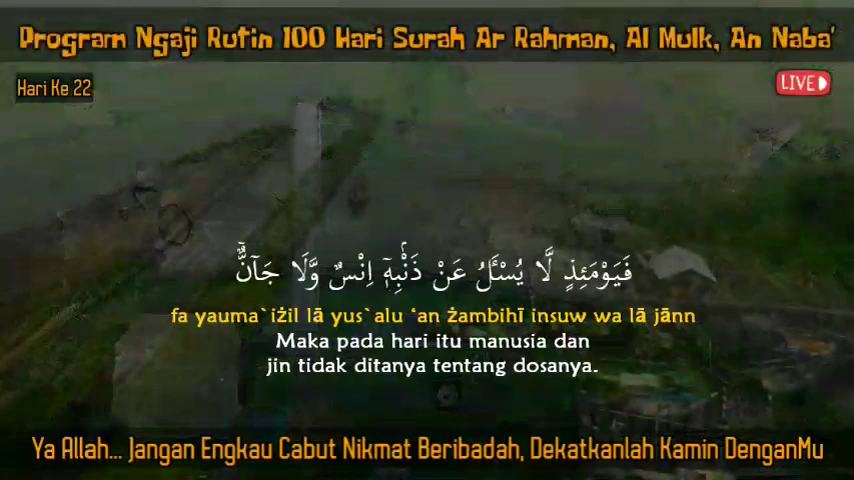 Program Ngaji Rutin 100 Hari Surah Ar Rahman, Al Mulk, An Naba'
Hari Ke 22
LIVE
فَيَوْمَئِذٍ لَّا يُسْـَٔلُ عَنْ ذَنْۢبِهٖٓ اِنْسٌ وَّلَا جَاۤنٌّۚ
fa yauma`iżil lā yus`alu ‘an żambihī insuw wa lā jānn
Maka pada hari itu manusia dan
jin tidak ditanya tentang dosanya.
Ya Allah... Jangan Engkau Cabut Nikmat Beribadah, Dekatkanlah Kamin DenganMu